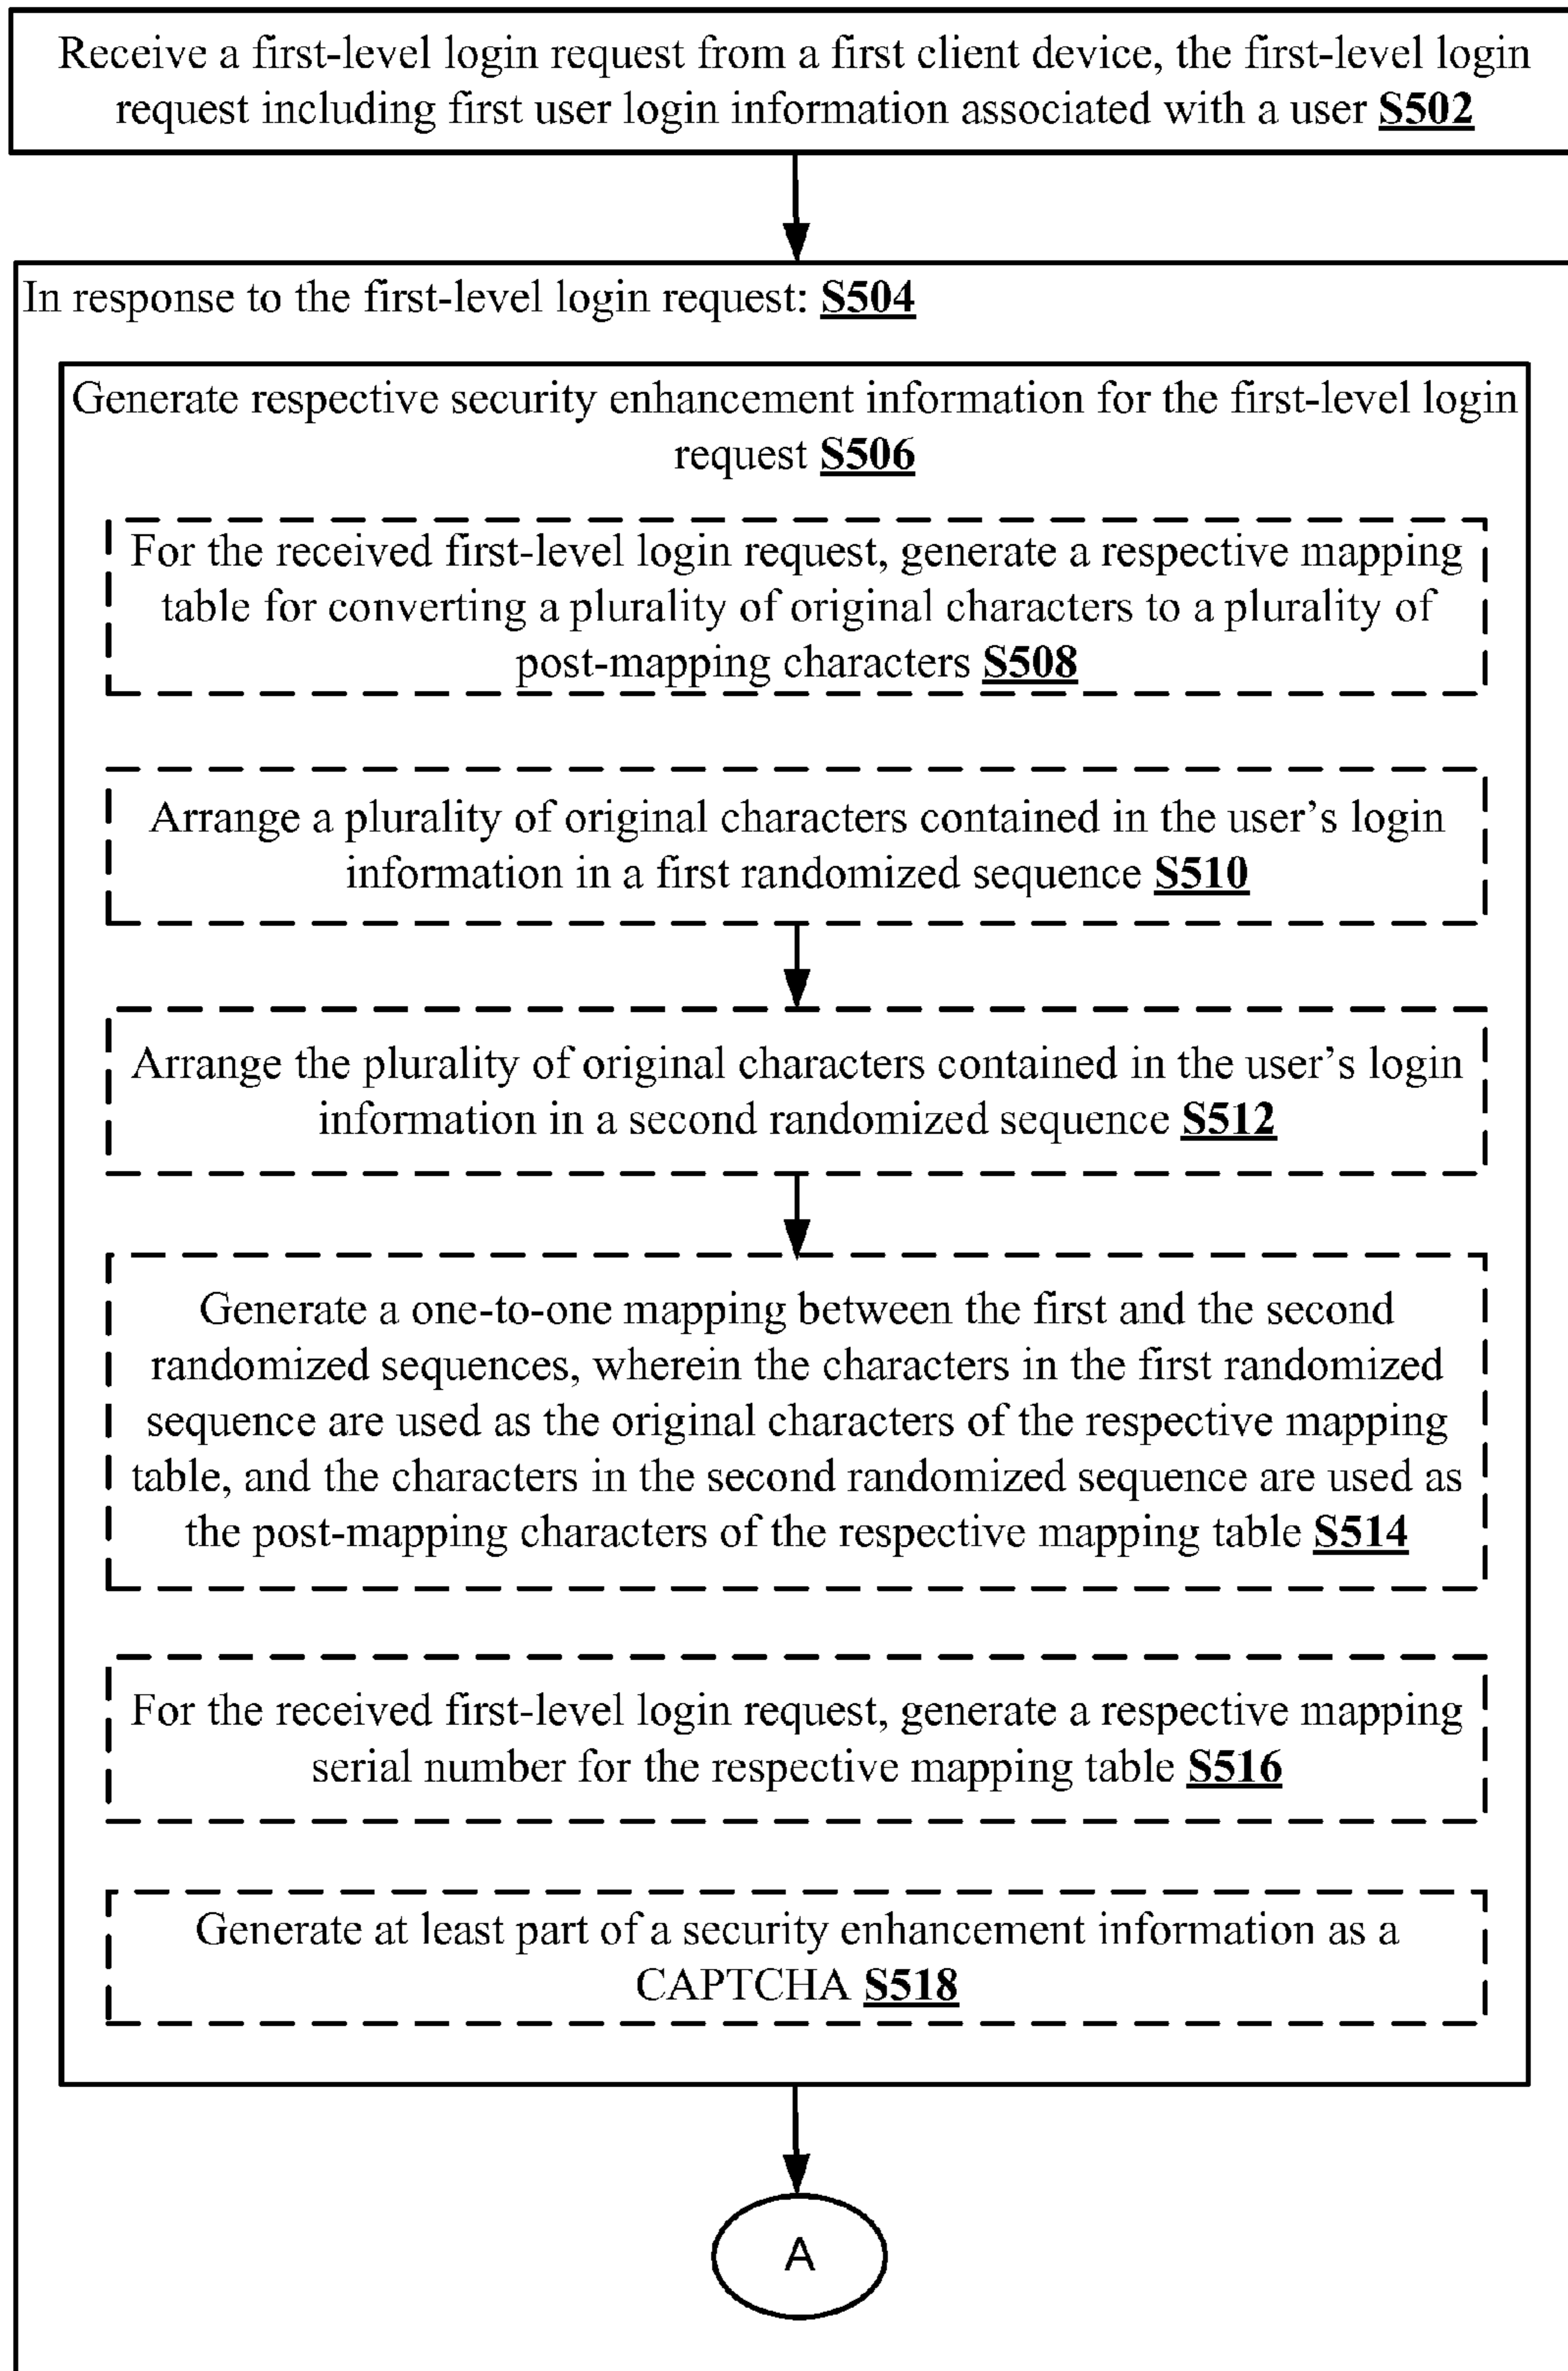 Receive a first-level login request from a first client device, the first-level login
request including first user login information associated with a user S502
In response to the first-level login request: S504
Generate respective security enhancement information for the first-level login
request S506
For the received first-level login request, generate a respective mapping
table for converting a plurality of original characters to a plurality of
post-mapping characters S508
Arrange a plurality of original characters contained in the user’s login
information in a first randomized sequence S510
Arrange the plurality of original characters contained in the user’s login
information in a second randomized sequence S512
Generate a one-to-one mapping between the first and the second
randomized sequences, wherein the characters in the first randomized
sequence are used as the original characters of the respective mapping
table, and the characters in the second randomized sequence are used as
the post-mapping characters of the respective mapping table S514
For the received first-level login request, generate a respective mapping
serial number for the respective mapping table S516
Generate at least part of a security enhancement information as a
CAPTCHA S518
A